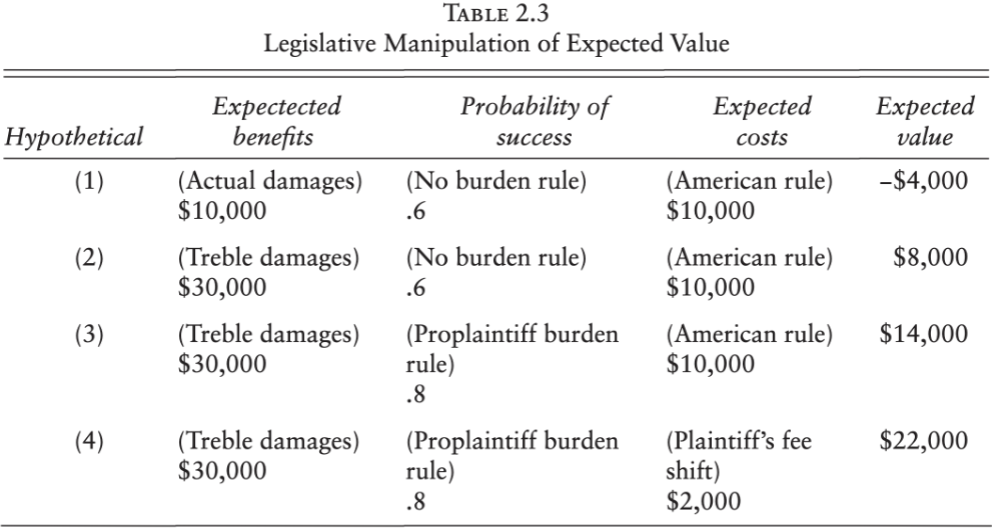 TABLE 2.3
Legislative Manipulation of Expected Value
Hypothetical Expectected benefits Probability of success Expected costs Expected value
(1) (Actual damages) (No burden rule) (American rule) –$4,000
$10,000 .6 $10,000
(2) (Treble damages) (No burden rule) (American rule) $8,000
$30,000 .6 $10,000
(3) (Treble damages) (Proplaintiff burden (American rule) $14,000
$30,000 rule) $10,000
.8
(4) (Treble damages) (Proplaintiff burden (Plaintiff’s fee $22,000
$30,000 rule) shift)
.8 $2,000